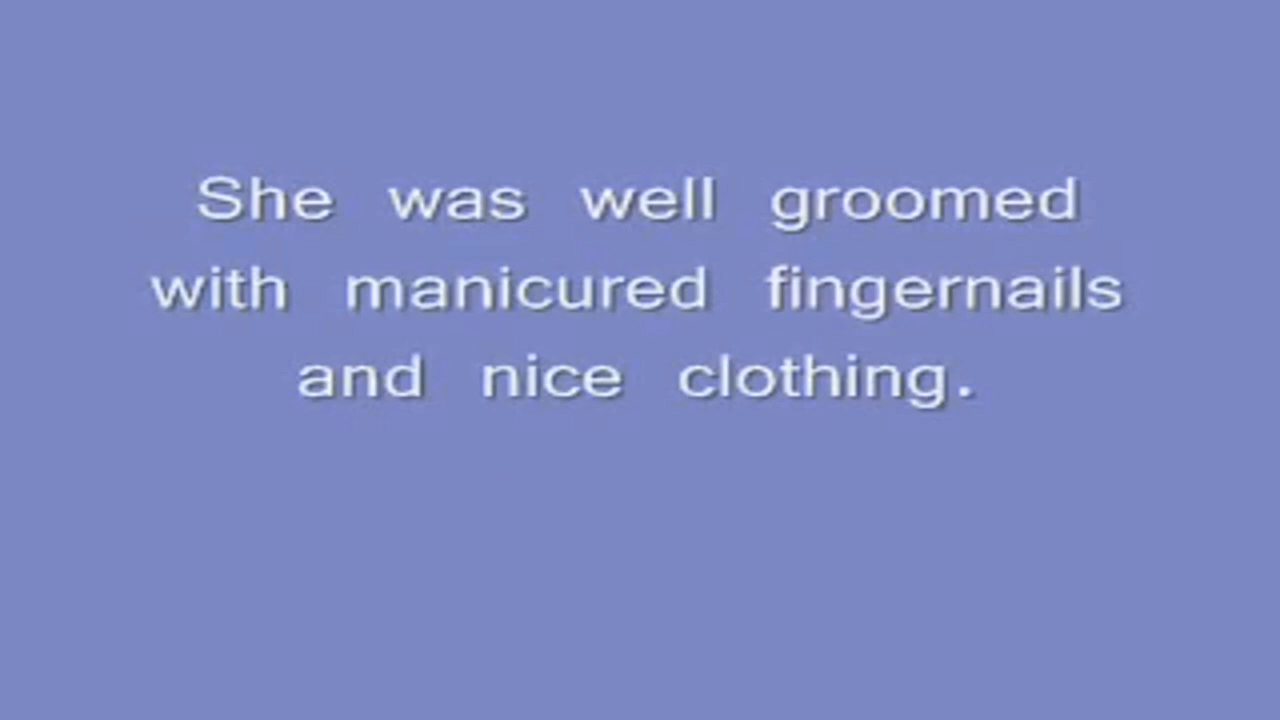 She was well groomed
with manicured fingernails
and nice clothing.